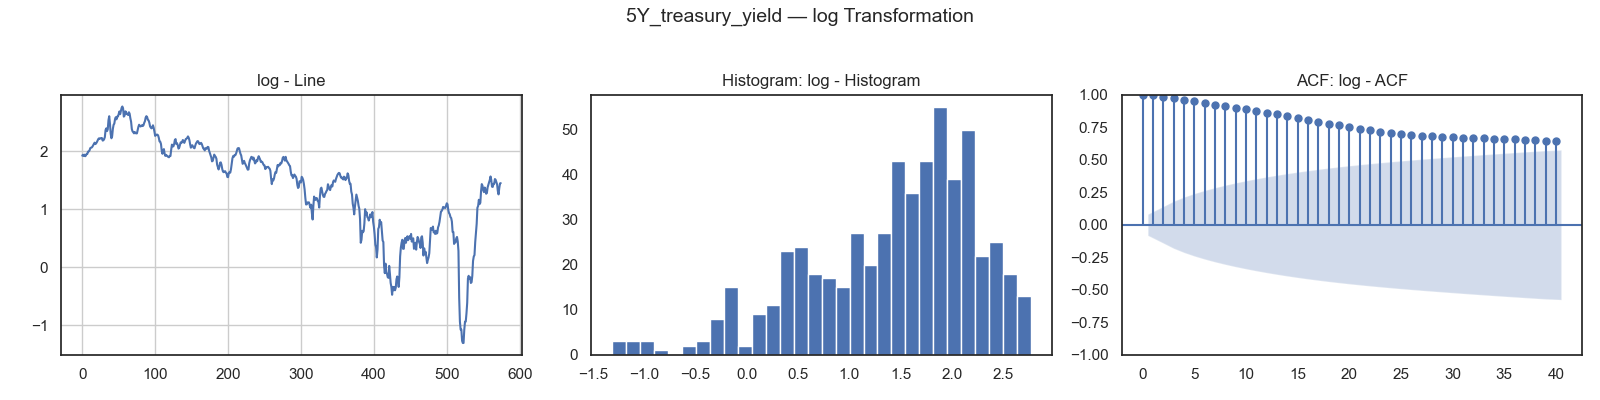 5Y_treasury_yield — log Transformation
log - Line
2
1
0
−1
0 100 200 300 400 500 600
Histogram: log - Histogram
50
40
30
20
10
0
−1.5 −1.0 −0.5 0.0 0.5 1.0 1.5 2.0 2.5
ACF: log - ACF
1.00
0.75
0.50
0.25
0.00
−0.25
−0.50
−0.75
−1.00
0 5 10 15 20 25 30 35 40